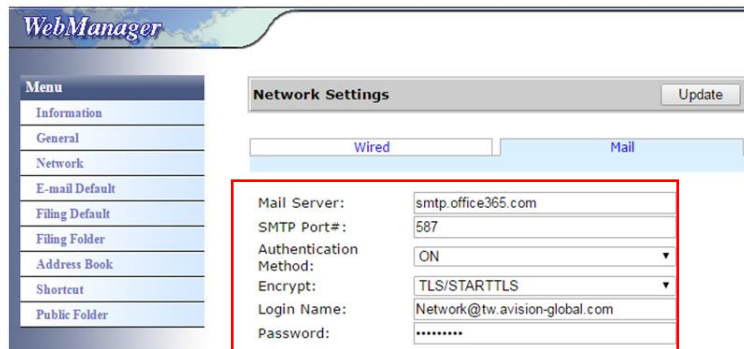 WebManager
Menu
Information
General
Network
E-mail Default
Filing Default
Filing Folder
Address Book
Shortcut
Public Folder
Network Settings
Update
Wired
Mail
Mail Server: smtp.office365.com
SMTP Port#: 587
Authentication Method: ON
Encrypt: TLS/STARTTLS
Login Name: Network@tw.avision-global.com
Password: •••••••••